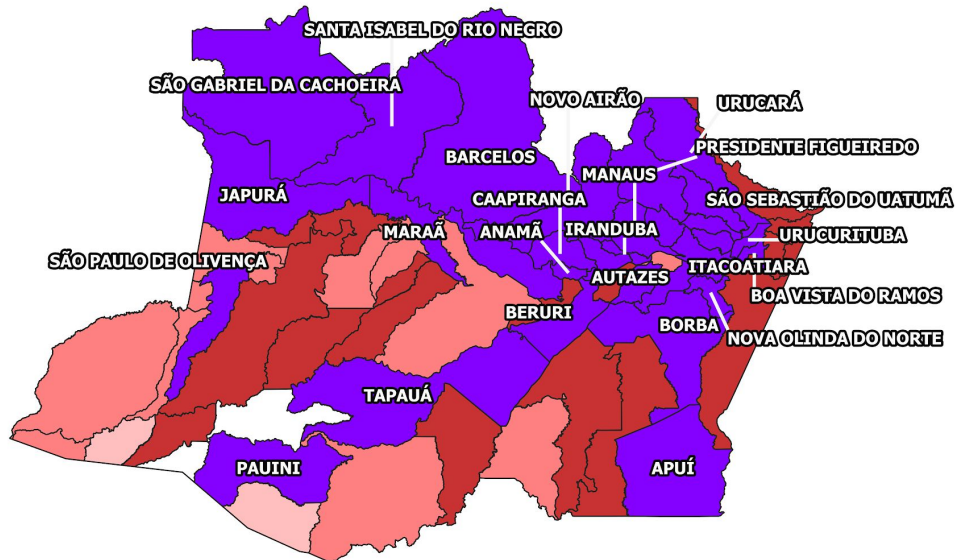 SANTA ISABEL DO RIO NEGRO
SÃO GABRIEL DA CACHOEIRA
NOVO AIRÃO
URUCARÁ
PRESIDENTE FIGUEIREDO
BARCELOS
MANAUS
JAPURÁ
CAAPIRANGA
SÃO SEBASTIÃO DO UATUMÃ
MARAÃ
ANAMÃ
IRANDUBA
URUCURITUBA
SÃO PAULO DE OLIVENÇA
ITACOATIARA
AUTAZES
BOA VISTA DO RAMOS
BERURI
BORBA
NOVA OLINDA DO NORTE
TAPAUÁ
PAUINI
APUÍ